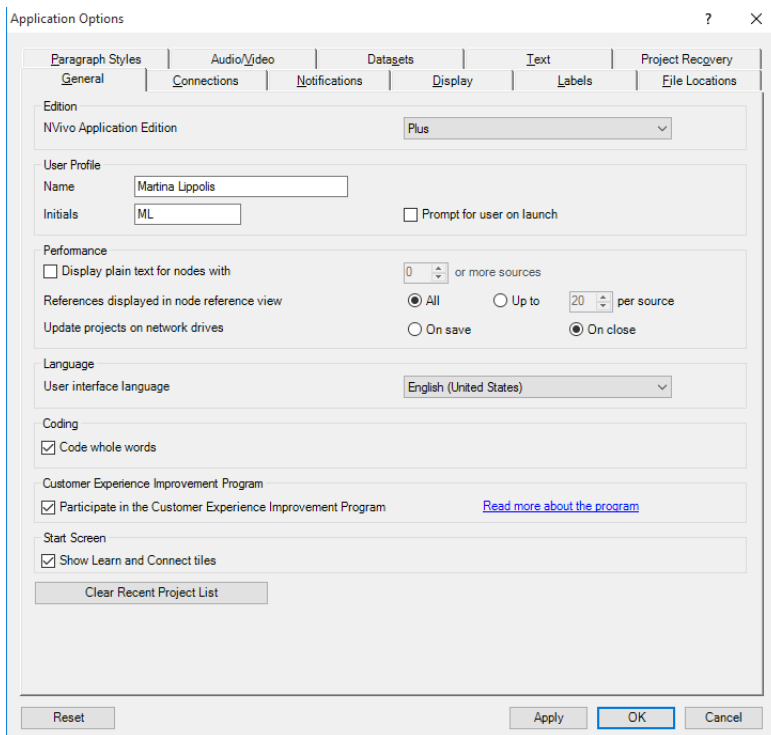 Application Options
?
Paragraph Styles Audio/Video Datasets Text Project Recovery
General Connections Notifications Display Labels File Locations
Edition
NVivo Application Edition Plus
User Profile
Name Martina Lippolis
Initials ML Prompt for user on launch
Performance
Display plain text for nodes with 0 or more sources
References displayed in node reference view All Up to 20 per source
Update projects on network drives On save On close
Language
User interface language English (United States)
Coding
Code whole words
Customer Experience Improvement Program
Participate in the Customer Experience Improvement Program Read more about the program
Start Screen
Show Learn and Connect tiles
Clear Recent Project List
Reset Apply OK Cancel